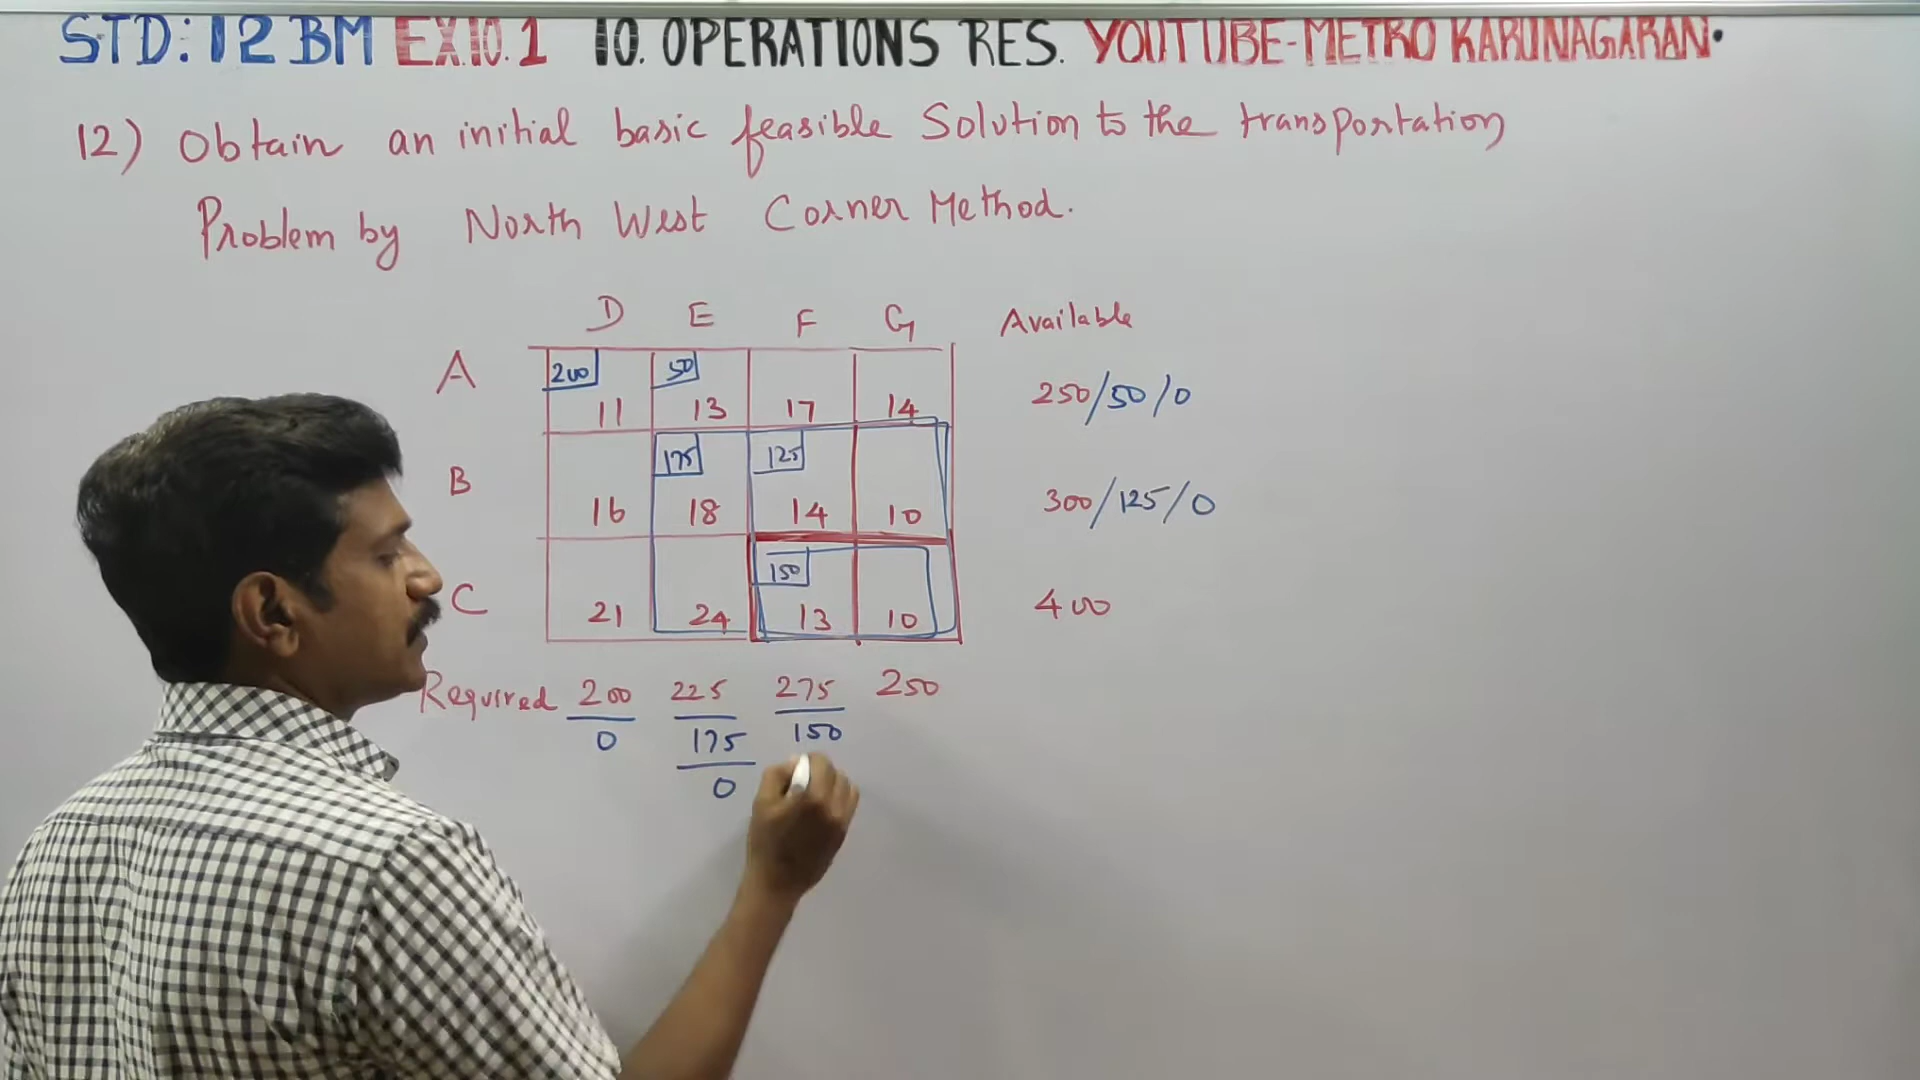 STD: 12 BM EX.10.1 10. OPERATIONS RES. YOUTUBE-METRO KARUNAGARAN.
12) Obtain an initial basic feasible Solution to the transportation
Problem by North West Corner Method.
D E F G Available
A 200 11 50 13 17 14 250/50/0
B 16 175 18 125 14 10 300/125/0
C 21 24 150 13 10 400
Required 200 225 275 250
0 175 150
0